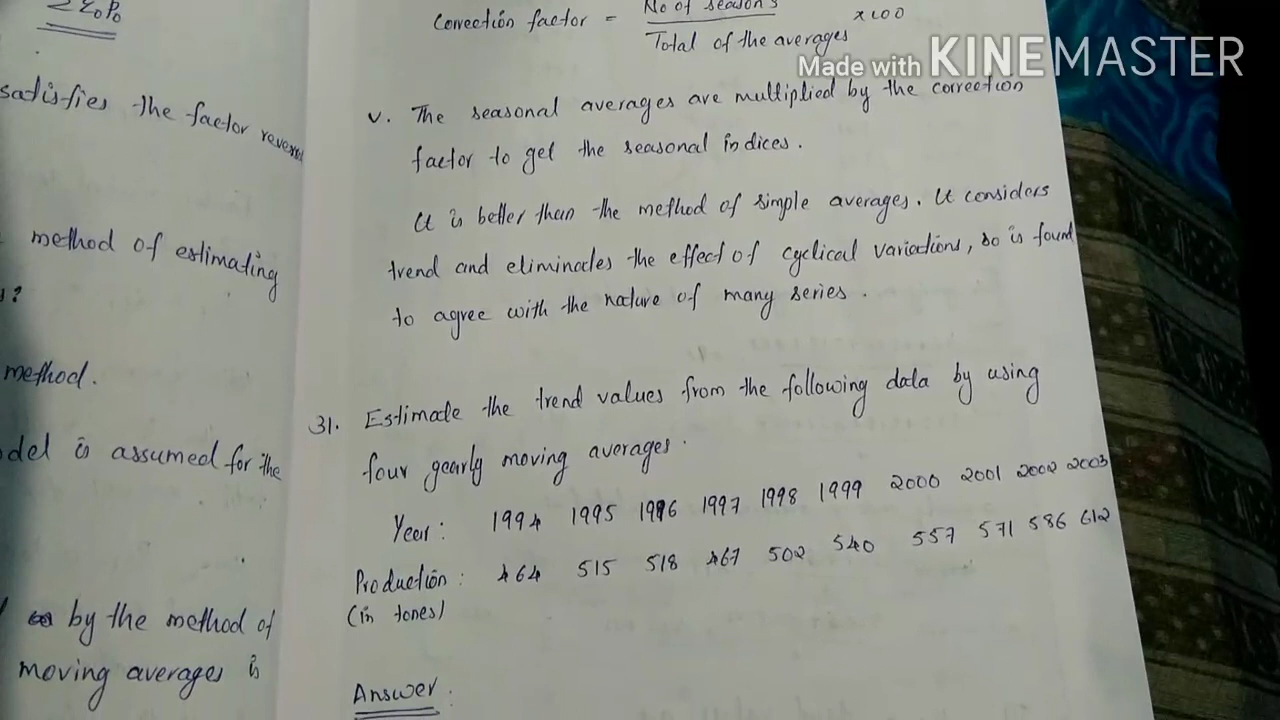 Σ q₀p₀
satisfies the factor
method of estimating
?
method.
del is assumed for the
by the method of
moving averages is
Correction factor = No of seasons / Total of the averages x100
Made with KINEMASTER
v. The seasonal averages are multiplied by the correction
factor to get the seasonal indices.
It is better than the method of simple averages. It considers
trend and eliminates the effect of cyclical variations, so is found
to agree with the nature of many series.
31. Estimate the trend values from the following data by using
four yearly moving averages.
Year: 1994 1995 1996 1997 1998 1999 2000 2001 2002 2003
Production: 464 515 518 467 502 540 557 571 586 612
(in tones)
Answer: